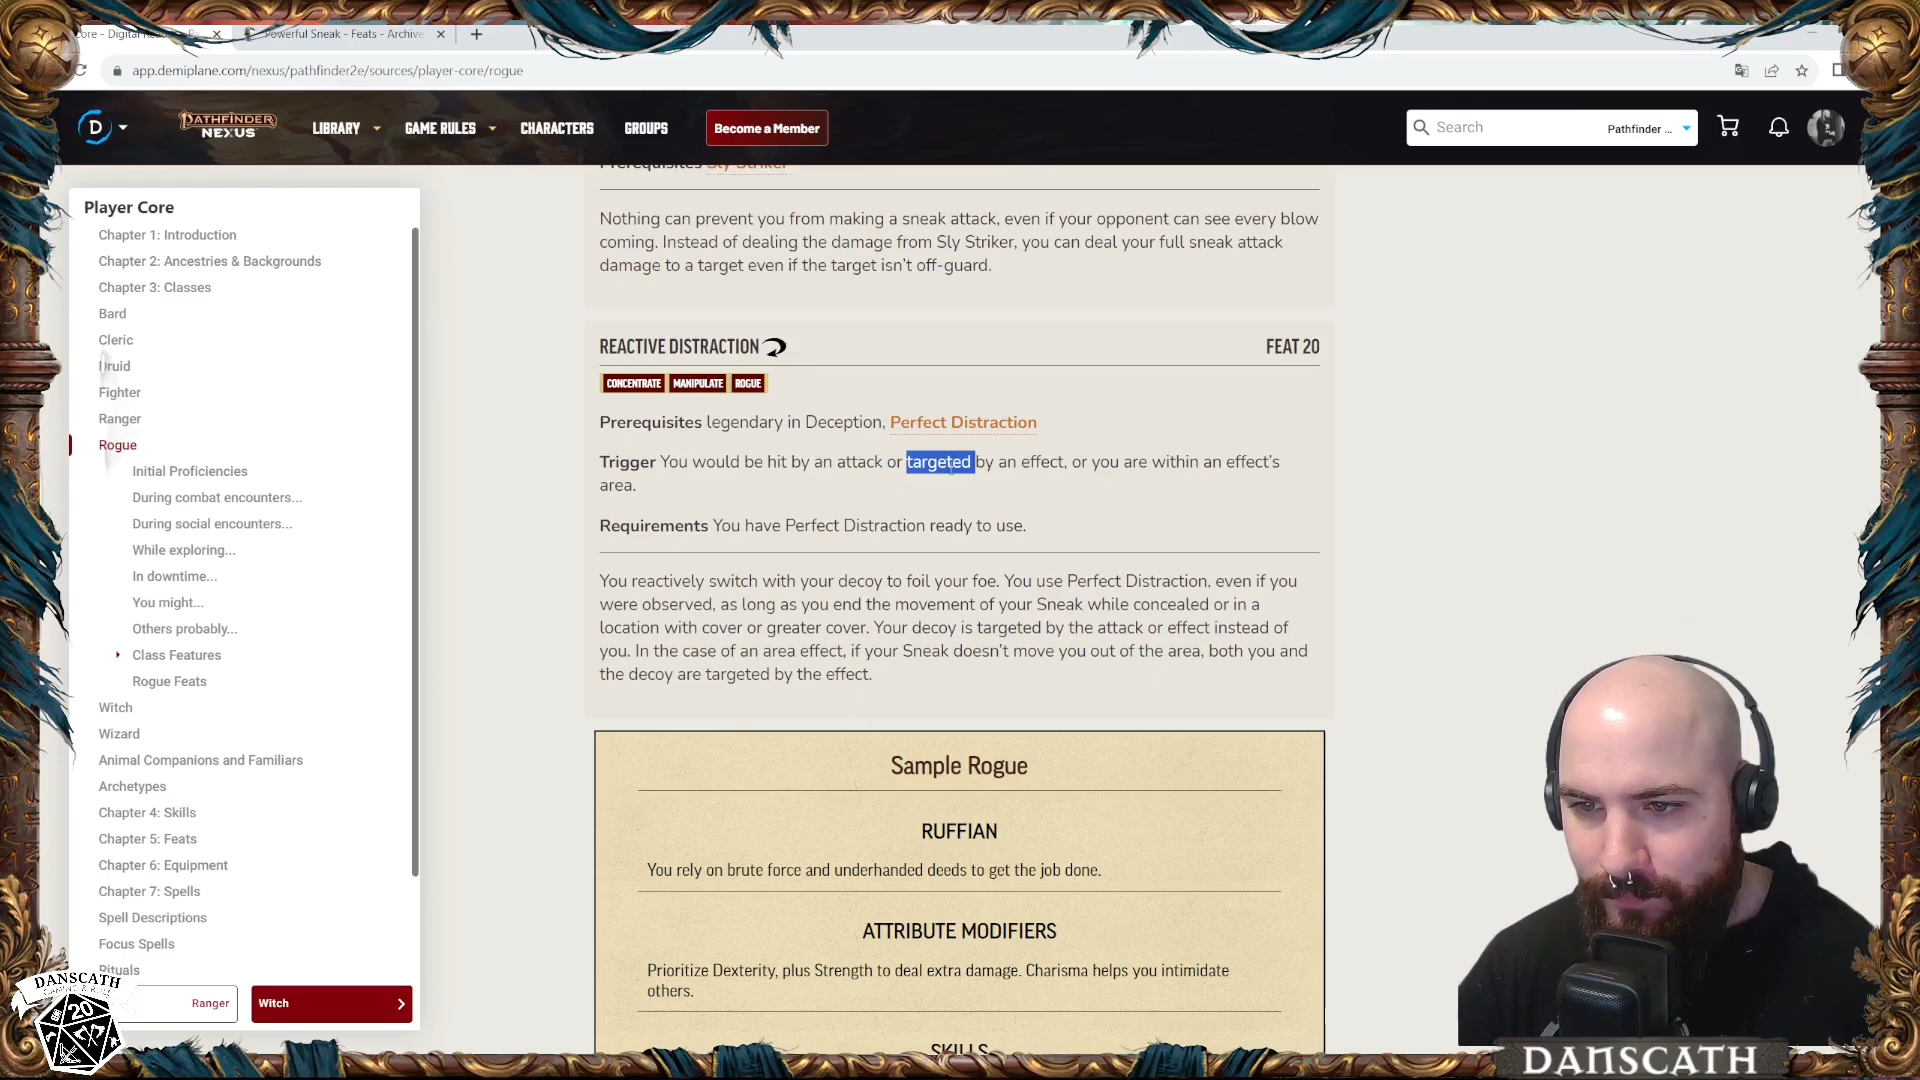 Powerful Sneak - Feats - Archive
app.demiplane.com/nexus/pathfinder2e/sources/player-core/rogue
D
PATHFINDER
NEXUS
LIBRARY
GAME RULES
CHARACTERS
GROUPS
Become a Member
Search
Pathfinder ...
Player Core
Chapter 1: Introduction
Chapter 2: Ancestries & Backgrounds
Chapter 3: Classes
Bard
Cleric
Druid
Fighter
Ranger
Rogue
Initial Proficiencies
During combat encounters...
During social encounters...
While exploring...
In downtime...
You might...
Others probably...
Class Features
Rogue Feats
Witch
Wizard
Animal Companions and Familiars
Archetypes
Chapter 4: Skills
Chapter 5: Feats
Chapter 6: Equipment
Chapter 7: Spells
Spell Descriptions
Focus Spells
Rituals
Ranger
Witch
Prerequisites Sly Striker
Nothing can prevent you from making a sneak attack, even if your opponent can see every blow
coming. Instead of dealing the damage from Sly Striker, you can deal your full sneak attack
damage to a target even if the target isn't off-guard.
REACTIVE DISTRACTION
FEAT 20
CONCENTRATE MANIPULATE ROGUE
Prerequisites legendary in Deception, Perfect Distraction
Trigger You would be hit by an attack or targeted by an effect, or you are within an effect's
area.
Requirements You have Perfect Distraction ready to use.
You reactively switch with your decoy to foil your foe. You use Perfect Distraction, even if you
were observed, as long as you end the movement of your Sneak while concealed or in a
location with cover or greater cover. Your decoy is targeted by the attack or effect instead of
you. In the case of an area effect, if your Sneak doesn't move you out of the area, both you and
the decoy are targeted by the effect.
Sample Rogue
RUFFIAN
You rely on brute force and underhanded deeds to get the job done.
ATTRIBUTE MODIFIERS
Prioritize Dexterity, plus Strength to deal extra damage. Charisma helps you intimidate
others.
SKILLS
DANSCATH
20
DANSCATH